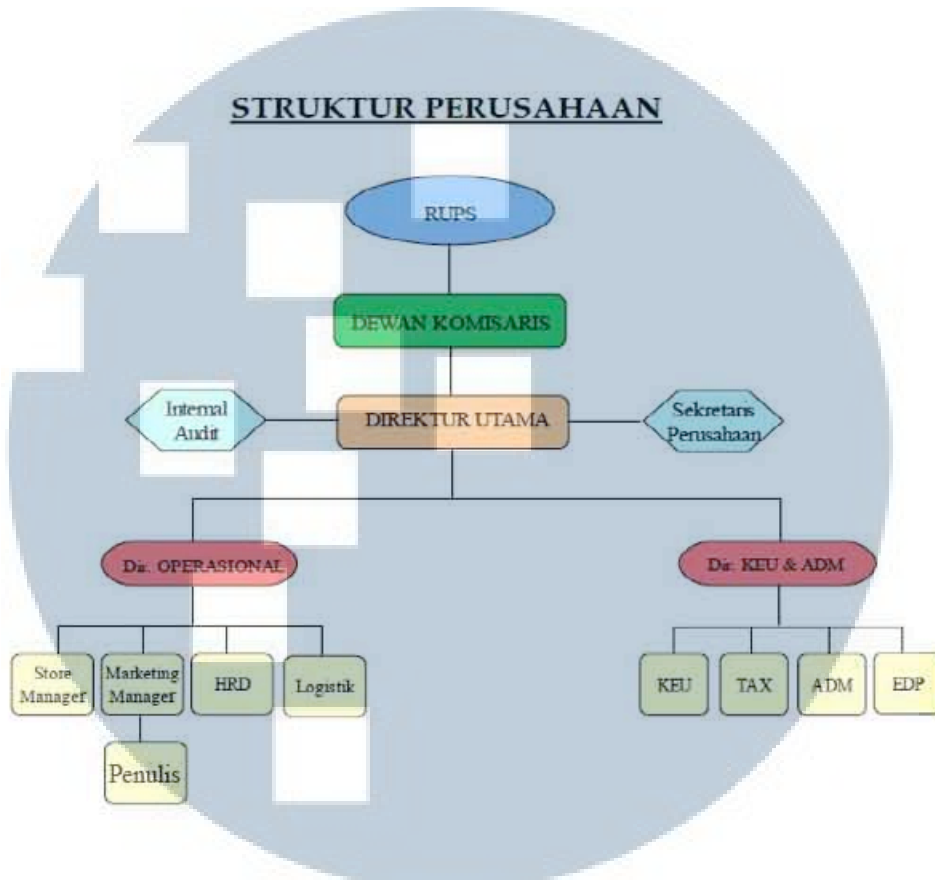 STRUKTUR PERUSAHAAN
RUPS
DEWAN KOMISARIS
Internal
Audit
DIREKTUR UTAMA
Sekretaris
Perusahaan
Dir. OPERASIONAL
Dir. KEU & ADM
Store
Manager
Marketing
Manager
HRD
Logistik
KEU
TAX
ADM
EDP
Penulis